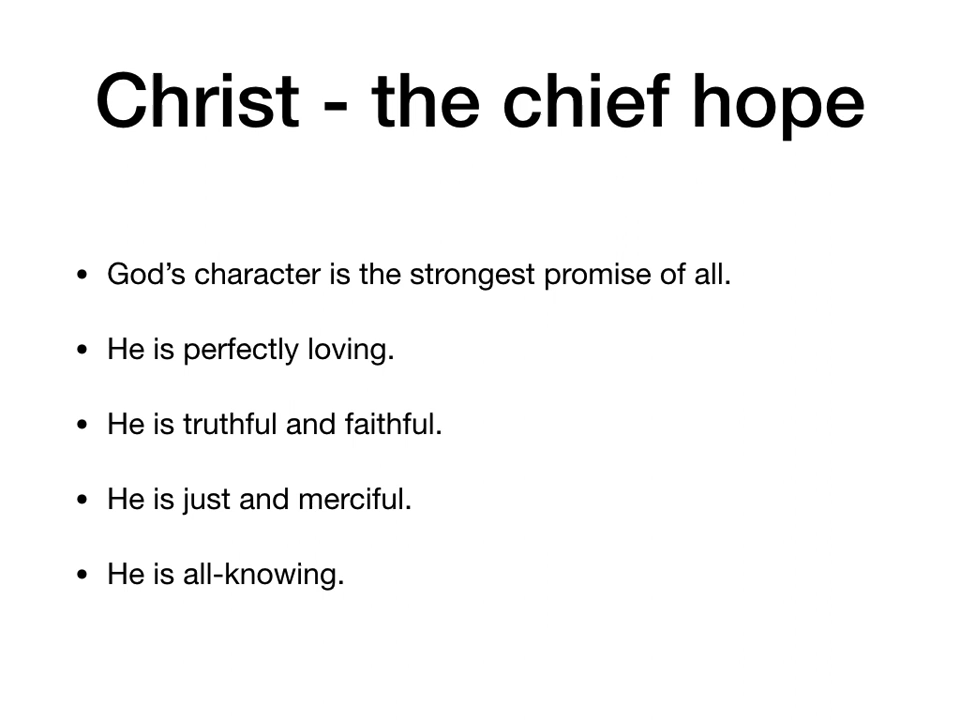 Christ - the chief hope
• God’s character is the strongest promise of all.
• He is perfectly loving.
• He is truthful and faithful.
• He is just and merciful.
• He is all-knowing.